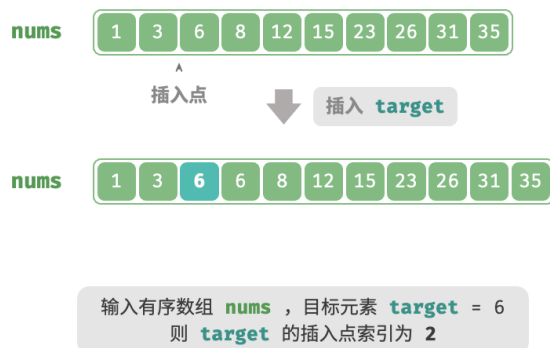 nums 1 3 6 8 12 15 23 26 31 35
插入点
插入 target
nums 1 3 6 6 8 12 15 23 26 31 35
输入有序数组 nums ，目标元素 target = 6
则 target 的插入点索引为 2